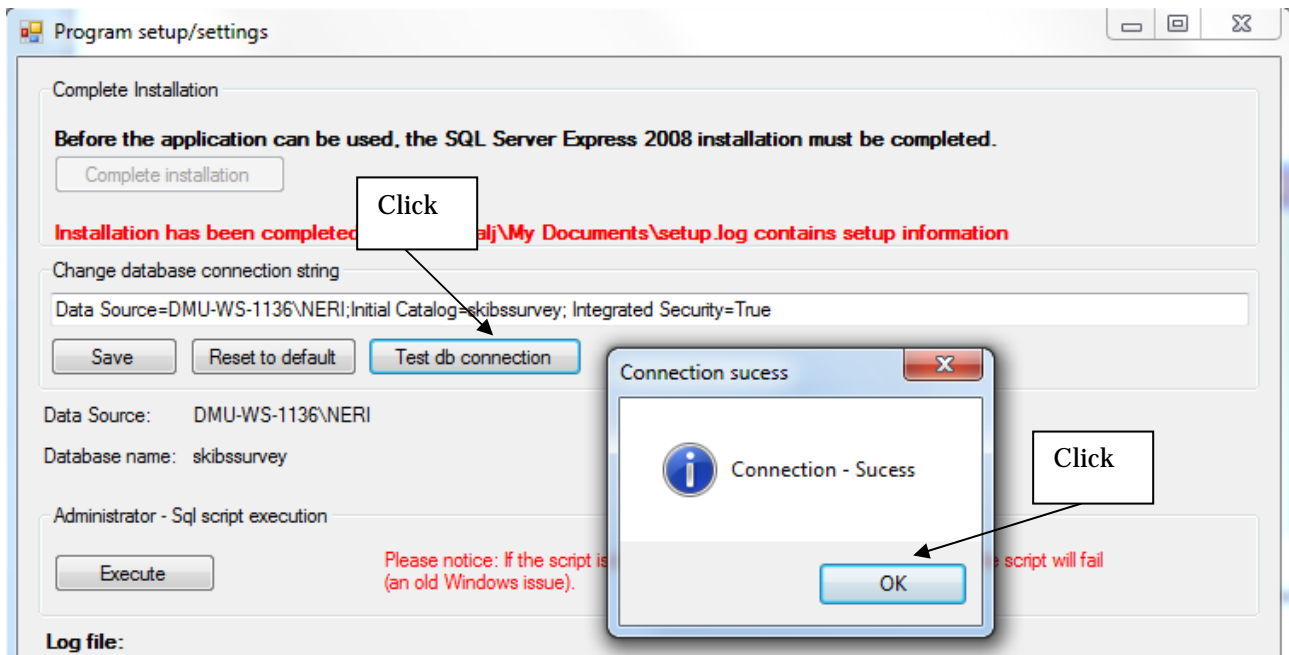 Program setup/settings
Complete Installation
Before the application can be used, the SQL Server Express 2008 installation must be completed.
Complete installation
Click
Installation has been completed alj\My Documents\setup.log contains setup information
Change database connection string
Data Source=DMU-WS-1136\NERI;Initial Catalog=skibssurvey; Integrated Security=True
Save Reset to default Test db connection
Connection sucess
Data Source: DMU-WS-1136\NERI
Database name: skibssurvey
Connection - Sucess
Click
Administrator - Sql script execution
Execute
Please notice: If the script is script will fail
(an old Windows issue).
OK
Log file: